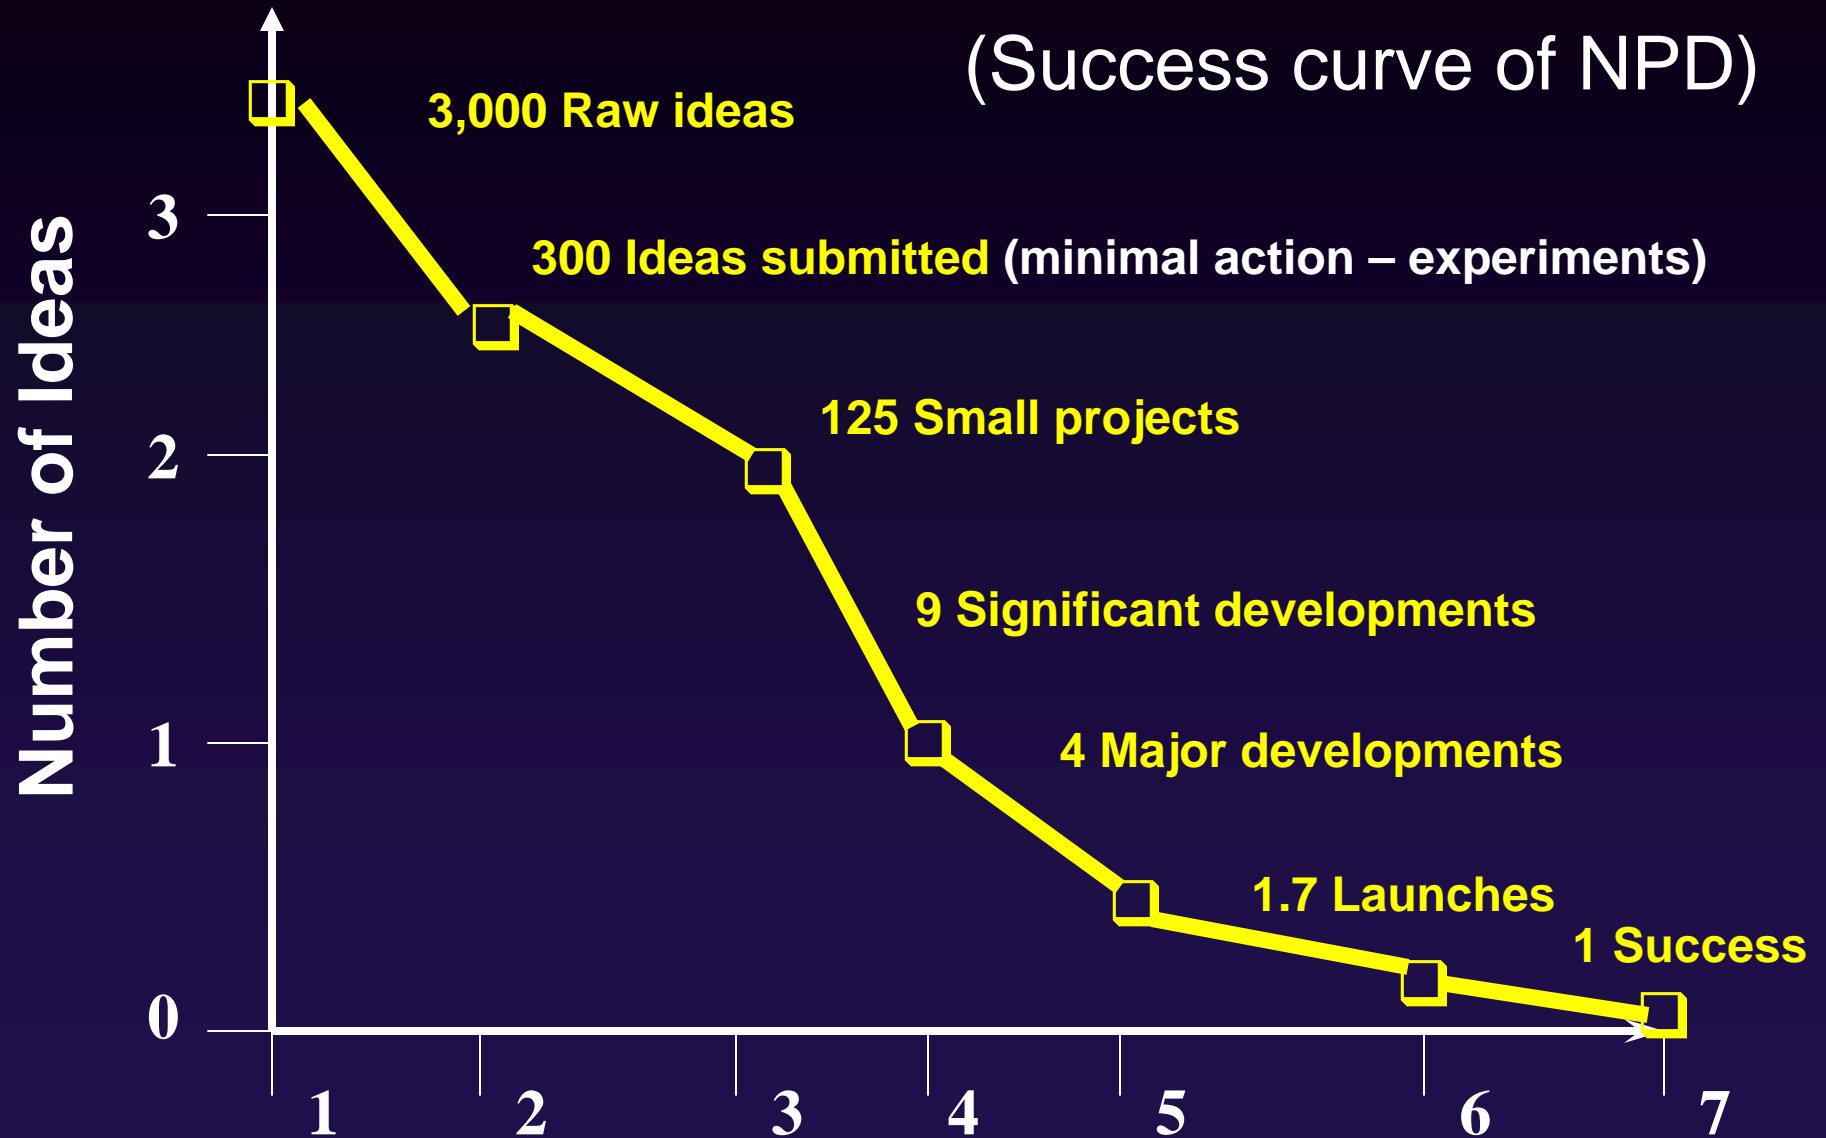 (Success curve of NPD)
3,000 Raw ideas
3
300 Ideas submitted (minimal action – experiments)
Number of Ideas
125 Small projects
2
9 Significant developments
1
4 Major developments
1.7 Launches
1 Success
0
1 2 3 4 5 6 7